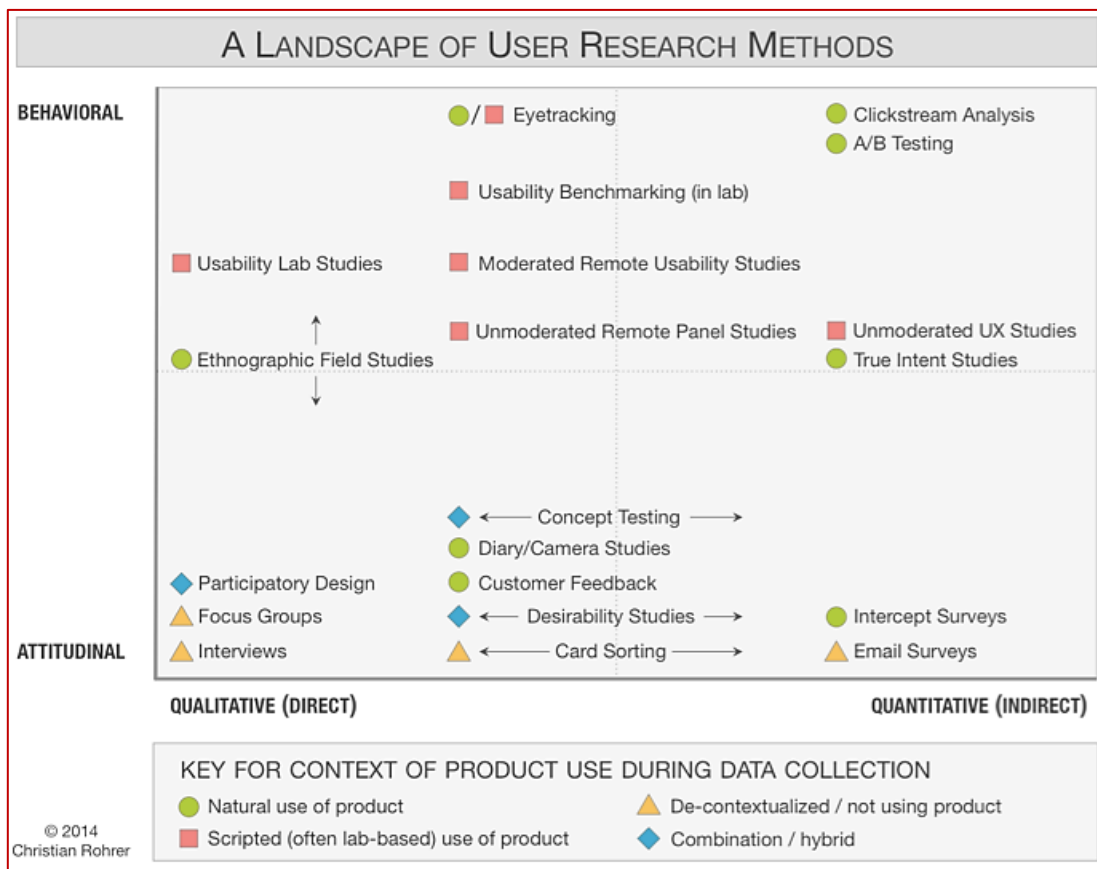 A LANDSCAPE OF USER RESEARCH METHODS
BEHAVIORAL
/ Eyetracking
Clickstream Analysis
A/B Testing
Usability Benchmarking (in lab)
Usability Lab Studies
Moderated Remote Usability Studies
Unmoderated Remote Panel Studies
Unmoderated UX Studies
Ethnographic Field Studies
True Intent Studies
Concept Testing
Diary/Camera Studies
Participatory Design
Customer Feedback
Focus Groups
Desirability Studies
Intercept Surveys
ATTITUDINAL
Interviews
Card Sorting
Email Surveys
QUALITATIVE (DIRECT)
QUANTITATIVE (INDIRECT)
KEY FOR CONTEXT OF PRODUCT USE DURING DATA COLLECTION
Natural use of product
De-contextualized / not using product
Scripted (often lab-based) use of product
Combination / hybrid
© 2014
Christian Rohrer